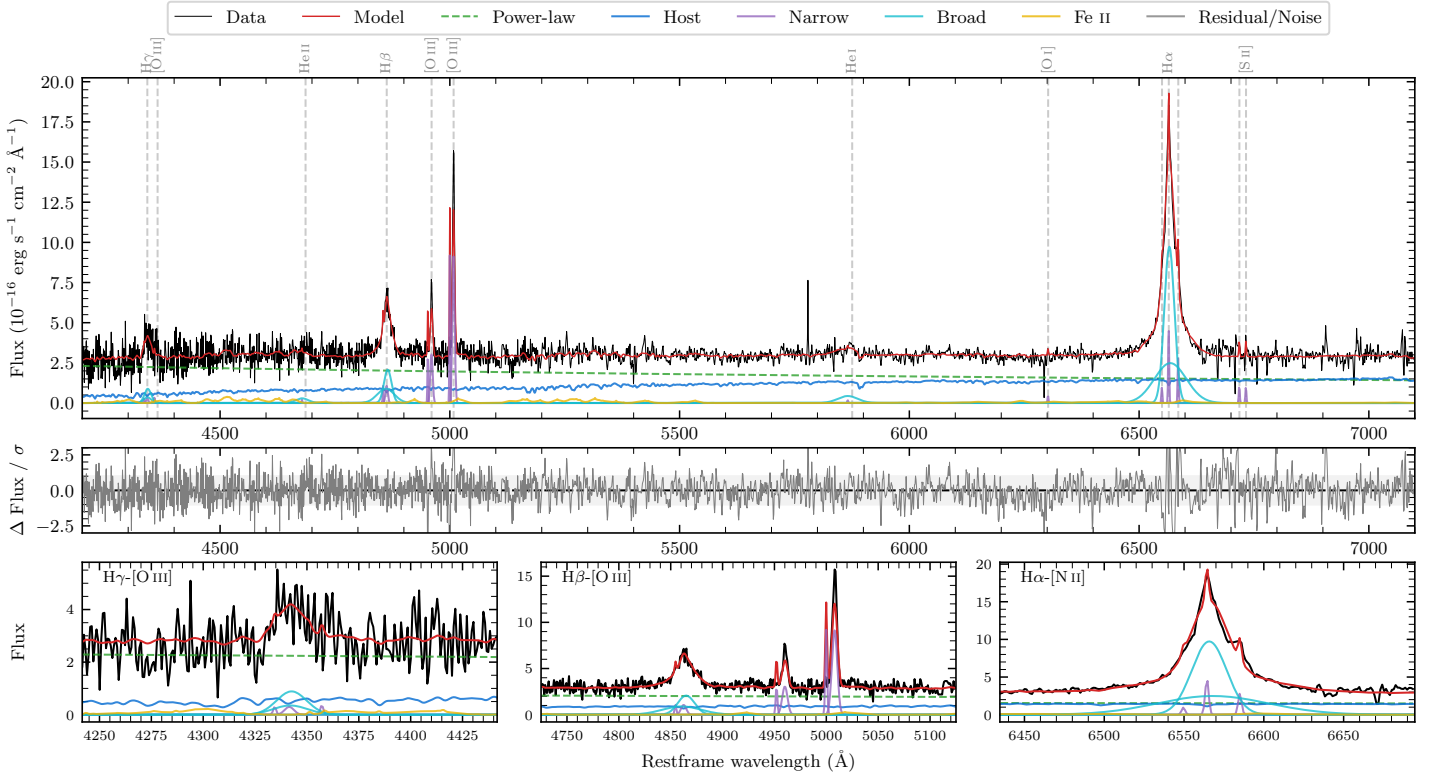 Data Model Power-law Host Narrow Broad Fe II Residual/Noise
Hγ [O III] He II Hβ [O III] [O III] He I [O I] Hα [S II]
Flux (10⁻¹⁶ erg s⁻¹ cm⁻² Å⁻¹)
20.0
17.5
15.0
12.5
10.0
7.5
5.0
2.5
0.0
4500 5000 5500 6000 6500 7000
Δ Flux / σ
2.5
0.0
−2.5
4500 5000 5500 6000 6500 7000
Flux
Hγ-[O III]
4
2
0
4250 4275 4300 4325 4350 4375 4400 4425
Hβ-[O III]
15
10
5
0
4750 4800 4850 4900 4950 5000 5050 5100
Hα-[N II]
20
15
10
5
0
6450 6500 6550 6600 6650
Restframe wavelength (Å)